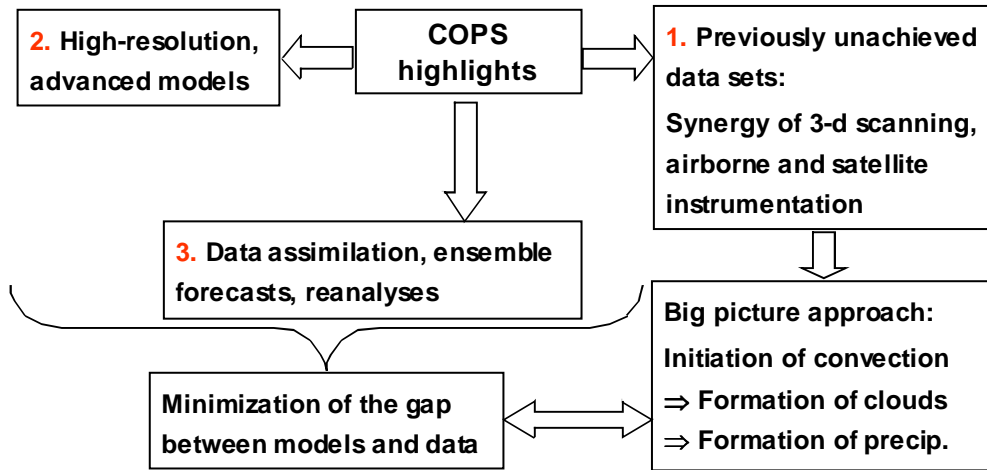 COPS
highlights
1. Previously unachieved
data sets:
Synergy of 3-d scanning,
airborne and satellite
instrumentation
2. High-resolution,
advanced models
3. Data assimilation, ensemble
forecasts, reanalyses
Big picture approach:
Initiation of convection
⇒ Formation of clouds
⇒ Formation of precip.
Minimization of the gap
between models and data